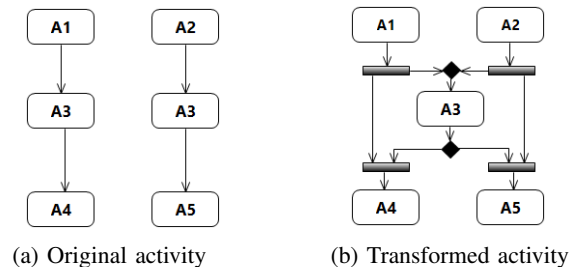 A1 A2 A1 A2
A3 A3 A3
A4 A5 A4 A5
(a) Original activity (b) Transformed activity